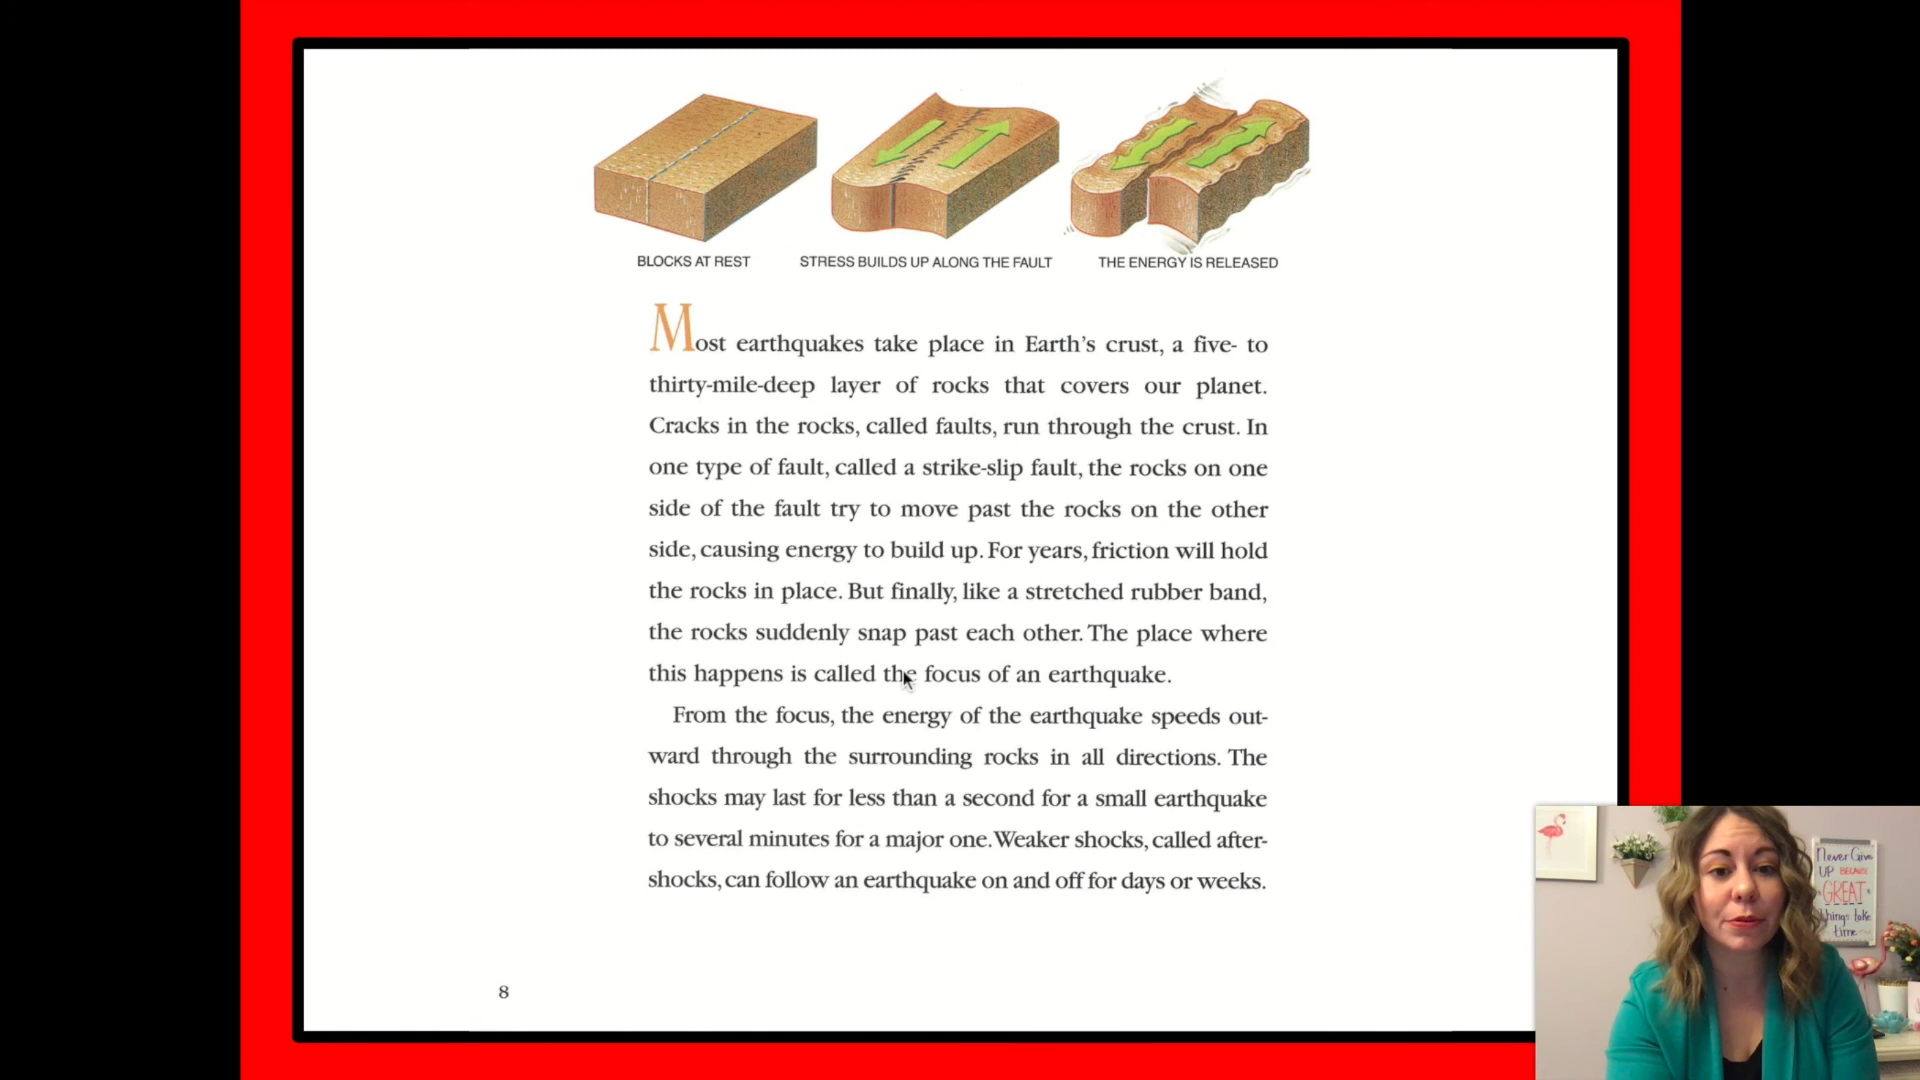 BLOCKS AT REST
STRESS BUILDS UP ALONG THE FAULT
THE ENERGY IS RELEASED
Most earthquakes take place in Earth's crust, a five- to
thirty-mile-deep layer of rocks that covers our planet.
Cracks in the rocks, called faults, run through the crust. In
one type of fault, called a strike-slip fault, the rocks on one
side of the fault try to move past the rocks on the other
side, causing energy to build up. For years, friction will hold
the rocks in place. But finally, like a stretched rubber band,
the rocks suddenly snap past each other. The place where
this happens is called the focus of an earthquake.
From the focus, the energy of the earthquake speeds out-
ward through the surrounding rocks in all directions. The
shocks may last for less than a second for a small earthquake
to several minutes for a major one. Weaker shocks, called after-
shocks, can follow an earthquake on and off for days or weeks.
8
Never Give
UP BECAUSE
GREAT
things take
time